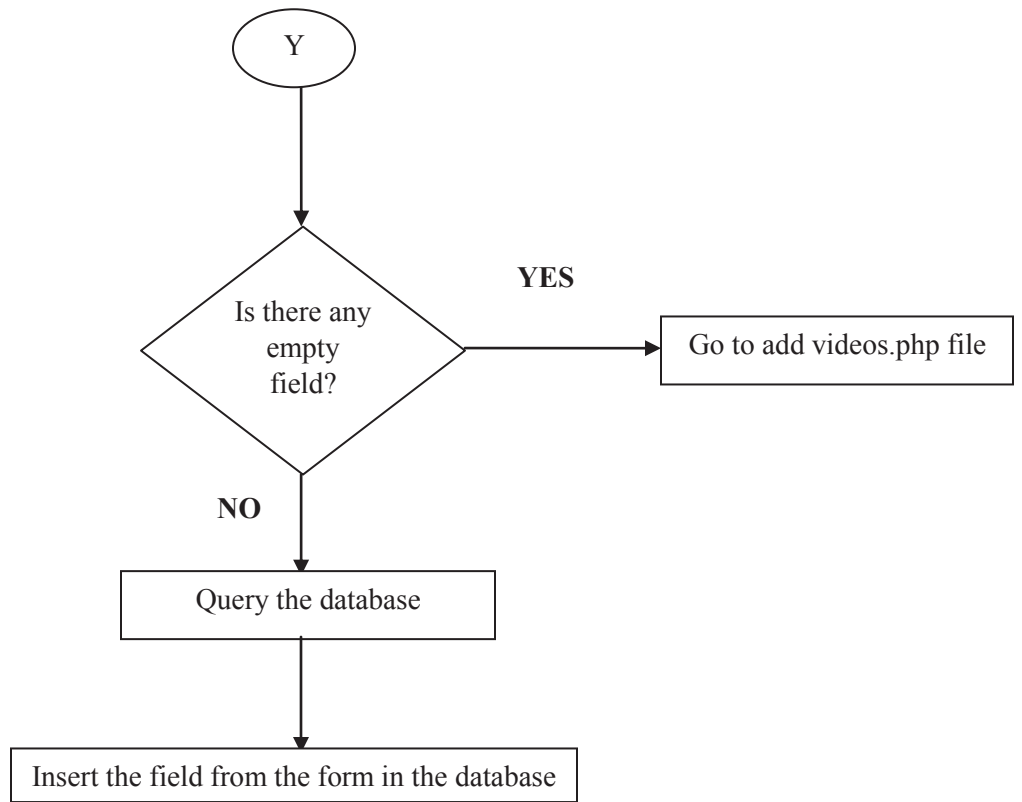 Y
YES
Is there any
empty
field?
Go to add videos.php file
NO
Query the database
Insert the field from the form in the database